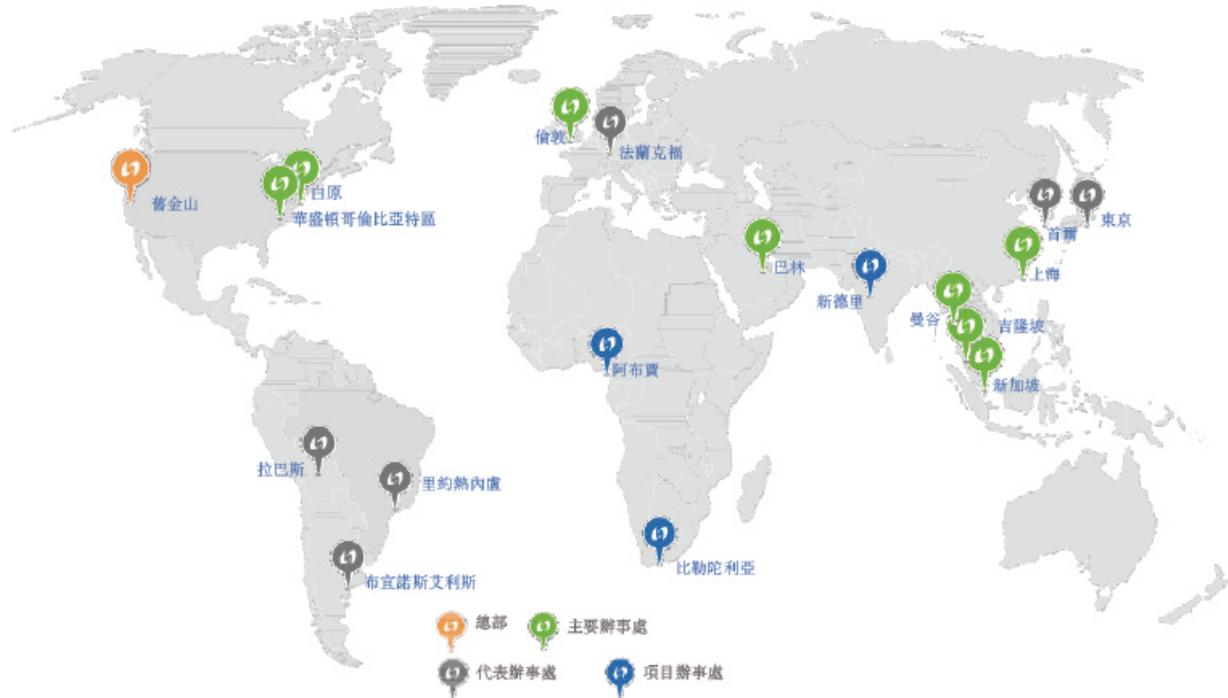 倫敦
法蘭克福
舊金山
白原
華盛頓哥倫比亞特區
首爾
東京
上海
巴林
新德里
曼谷
吉隆坡
新加坡
阿布賈
拉巴斯
里約熱內盧
比勒陀利亞
布宜諾斯艾利斯
總部
主要辦事處
代表辦事處
項目辦事處